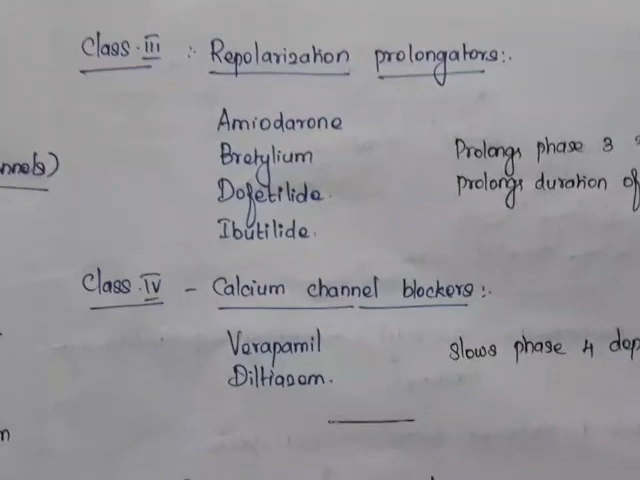 Class.III :- Repolarization prolongators:.
Amiodarone
nnels)
Bretylium Prolongs phase 3
Dofetilide. prolongs duration of
Ibutilide.
Class.IV - Calcium channel blockers:.
Verapamil slows phase 4 dep
Diltiazem.
n